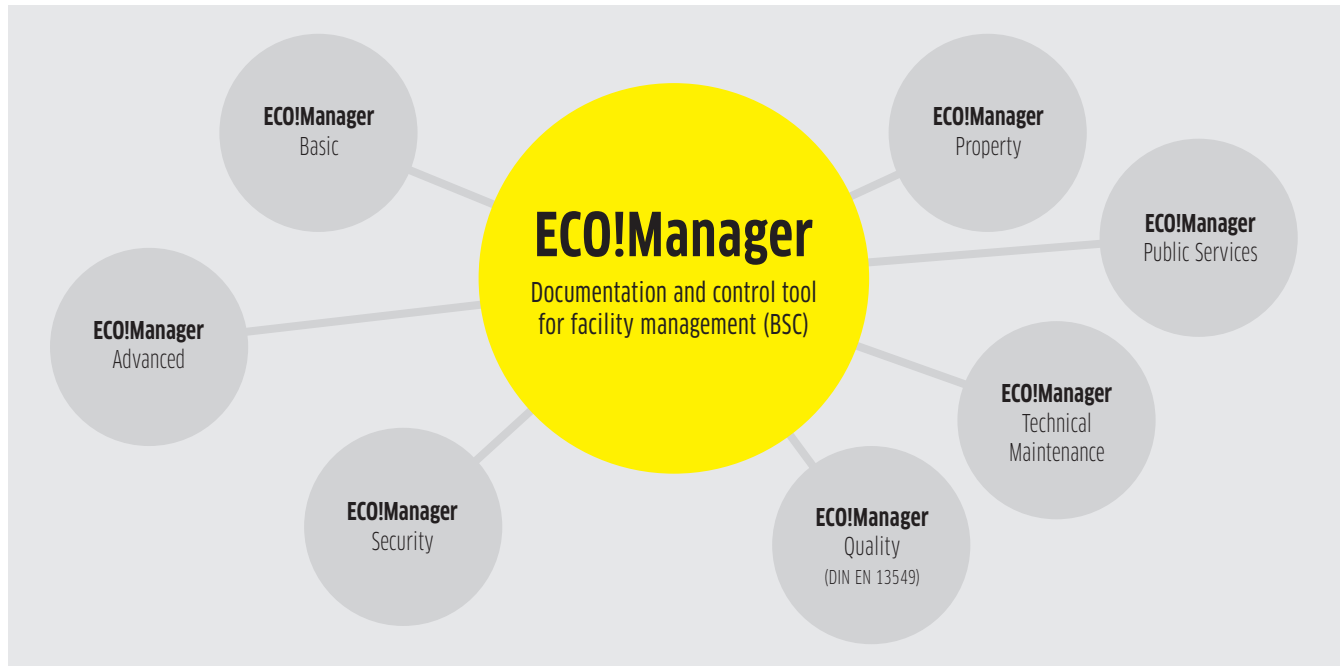 ECO!Manager
Basic
ECO!Manager
Property
ECO!Manager
Public Services
ECO!Manager
Documentation and control tool
for facility management (BSC)
ECO!Manager
Advanced
ECO!Manager
Technical
Maintenance
ECO!Manager
Security
ECO!Manager
Quality
(DIN EN 13549)